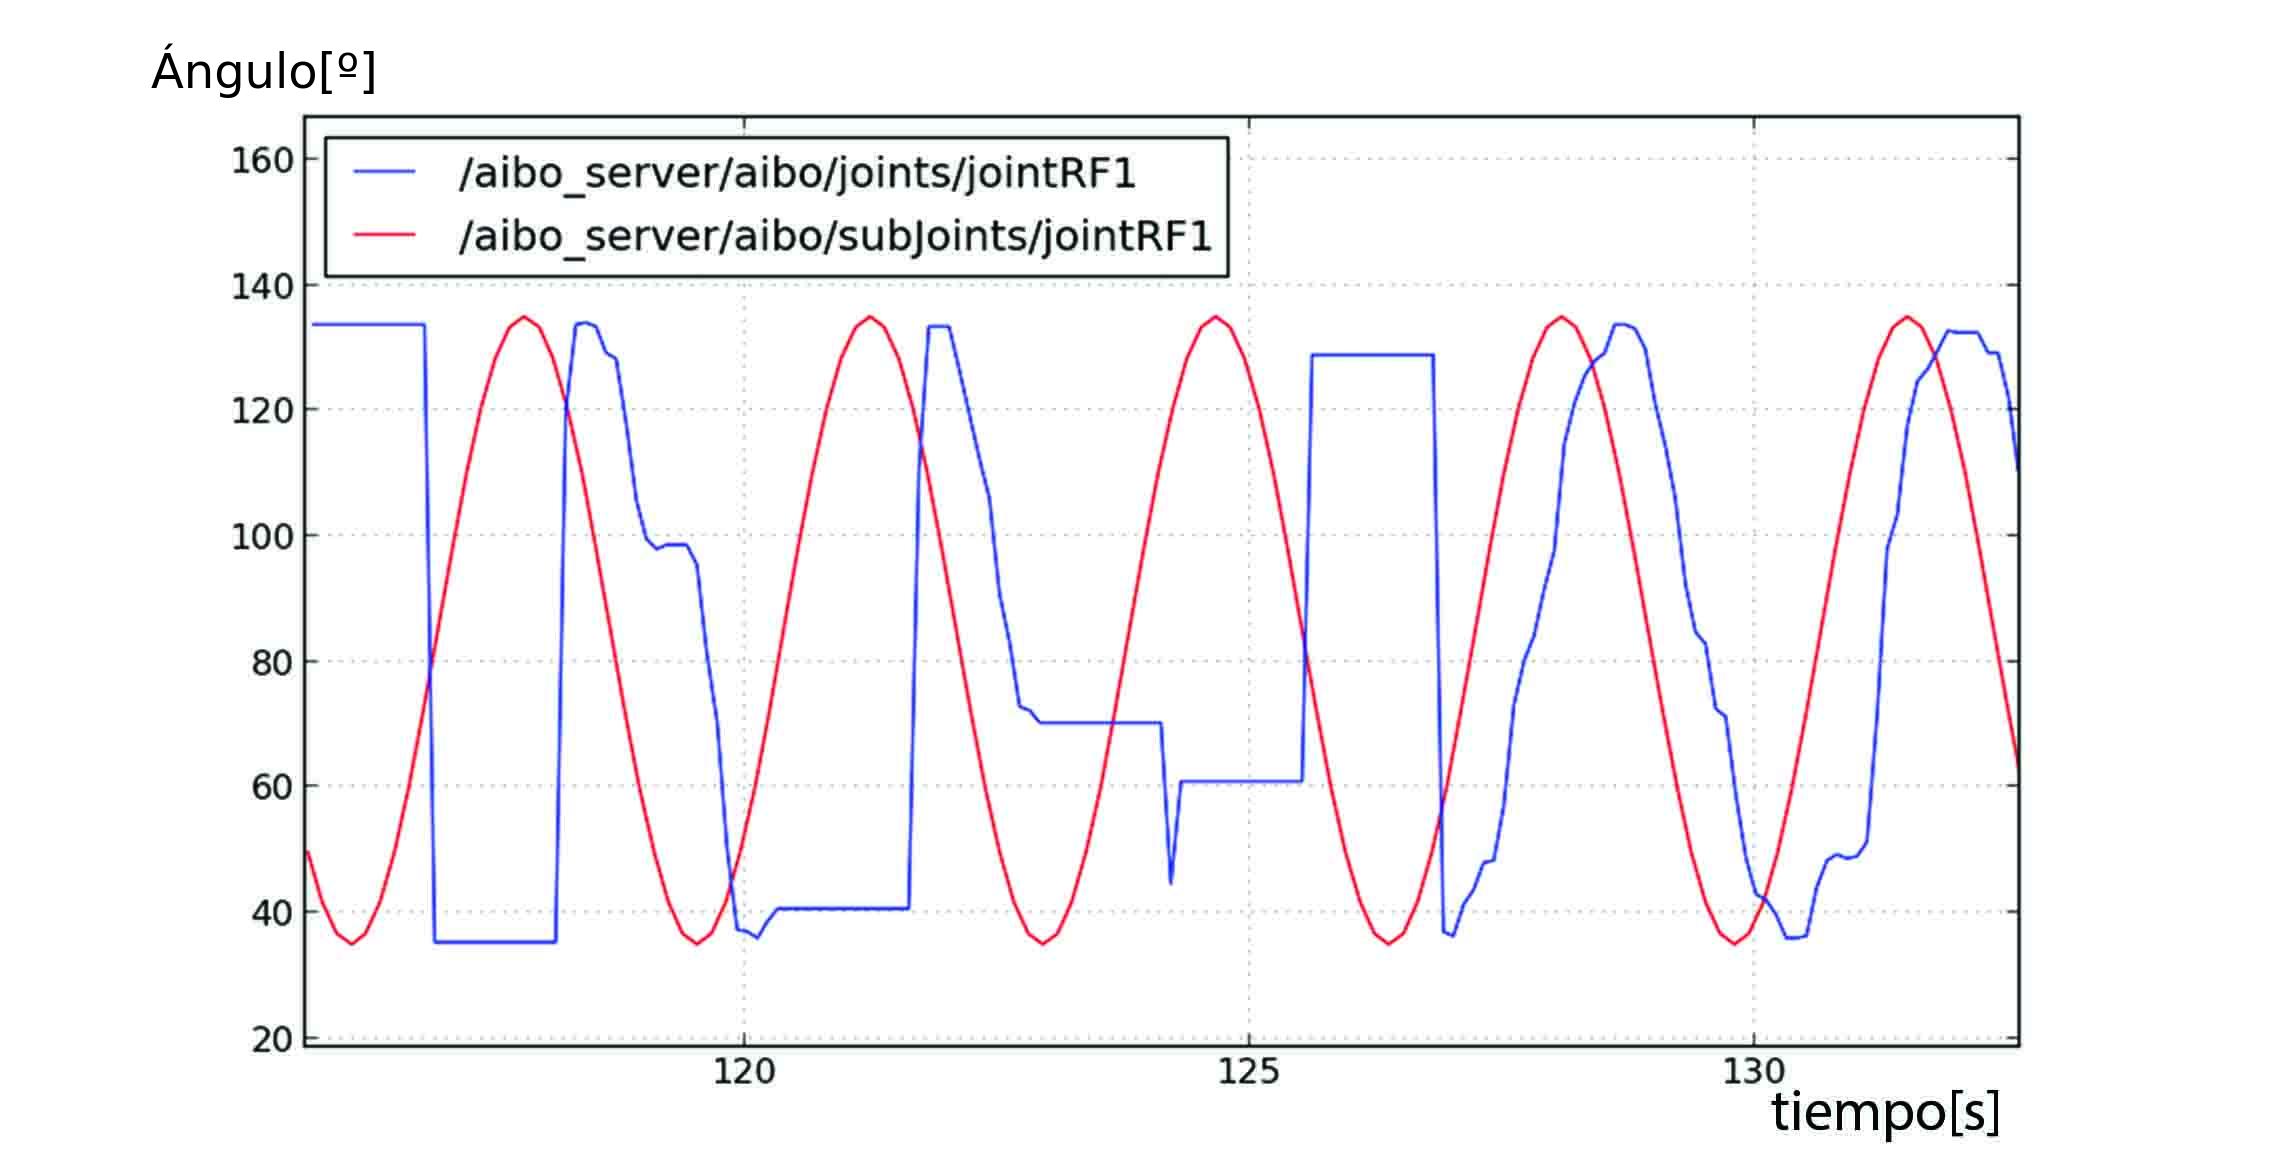 Ángulo[º]
/aibo_server/aibo/joints/jointRF1
/aibo_server/aibo/subJoints/jointRF1
160
140
120
100
80
60
40
20
120 125 130
tiempo[s]